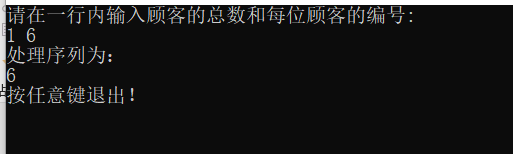 请在一行内输入顾客的总数和每位顾客的编号:
1 6
处理序列为：
6
按任意键退出！